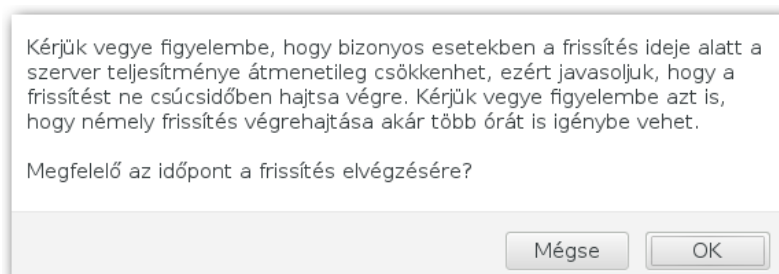 Kérjük vegye figyelembe, hogy bizonyos esetekben a frissítés ideje alatt a
szerver teljesítménye átmenetileg csökkenhet, ezért javasoljuk, hogy a
frissítést ne csúcsidőben hajtsa végre. Kérjük vegye figyelembe azt is,
hogy némely frissítés végrehajtása akár több órát is igénybe vehet.
Megfelelő az időpont a frissítés elvégzésére?
Mégse OK